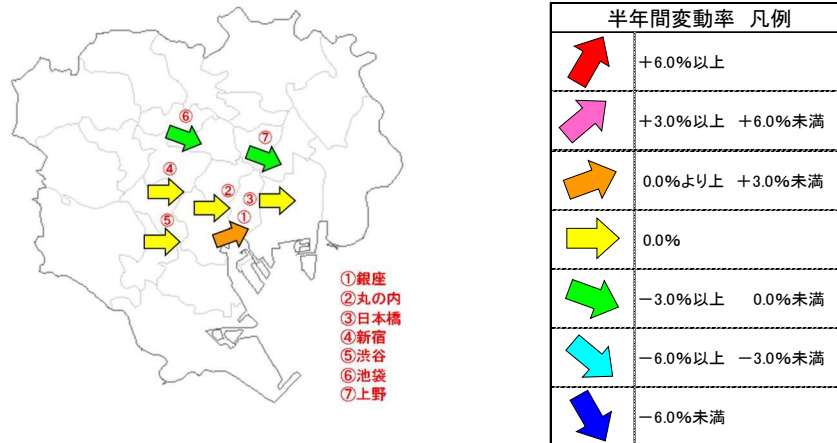 ⑥
⑦
④
②
③
①
⑤
①銀座
②丸の内
③日本橋
④新宿
⑤渋谷
⑥池袋
⑦上野
半年間変動率 凡例
+6.0%以上
+3.0%以上 +6.0%未満
0.0%より上 +3.0%未満
0.0%
-3.0%以上 0.0%未満
-6.0%以上 -3.0%未満
-6.0%未満